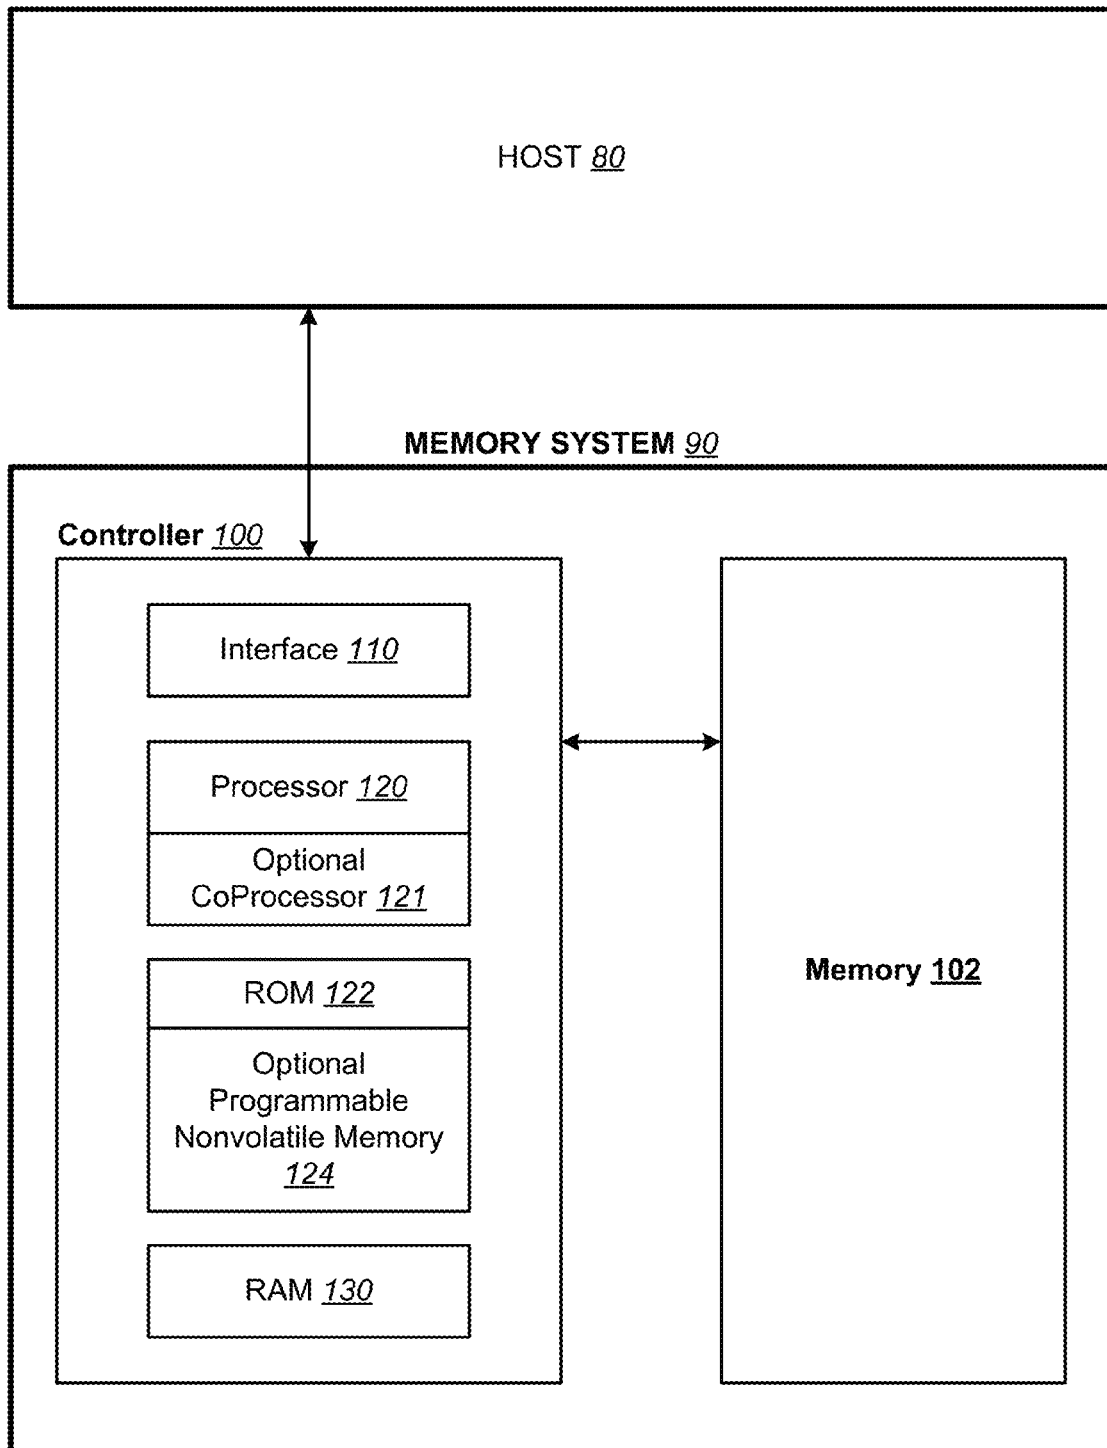 HOST 80
MEMORY SYSTEM 90
Controller 100
Interface 110
Processor 120
Optional
CoProcessor 121
ROM 122
Optional
Programmable
Nonvolatile Memory
124
RAM 130
Memory 102